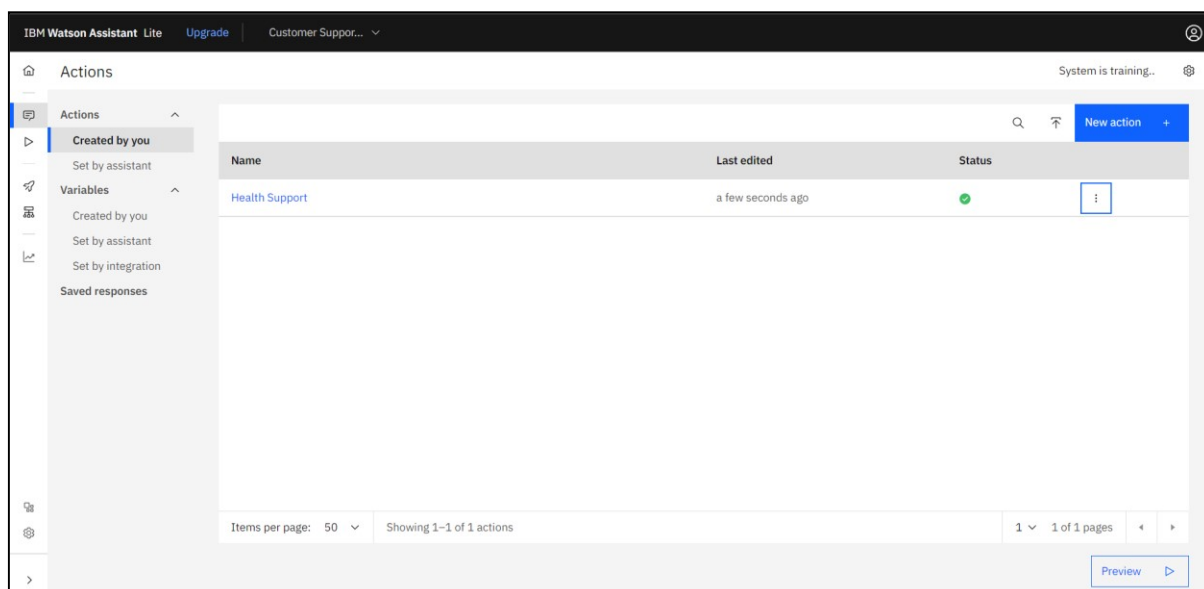 IBM Watson Assistant Lite Upgrade Customer Suppor...
Actions System is training..
Actions
Created by you
Set by assistant
Variables
Created by you
Set by assistant
Set by integration
Saved responses
New action +
Name Last edited Status
Health Support a few seconds ago
Items per page: 50 Showing 1–1 of 1 actions 1 1 of 1 pages
Preview